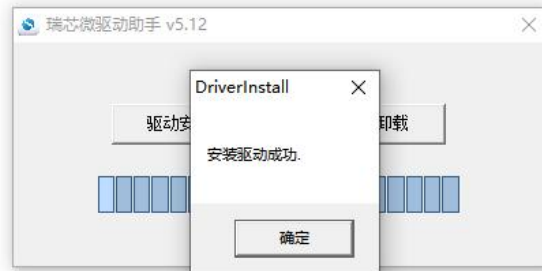 瑞芯微驱动助手 v5.12
DriverInstall
驱动安
卸载
安装驱动成功.
确定